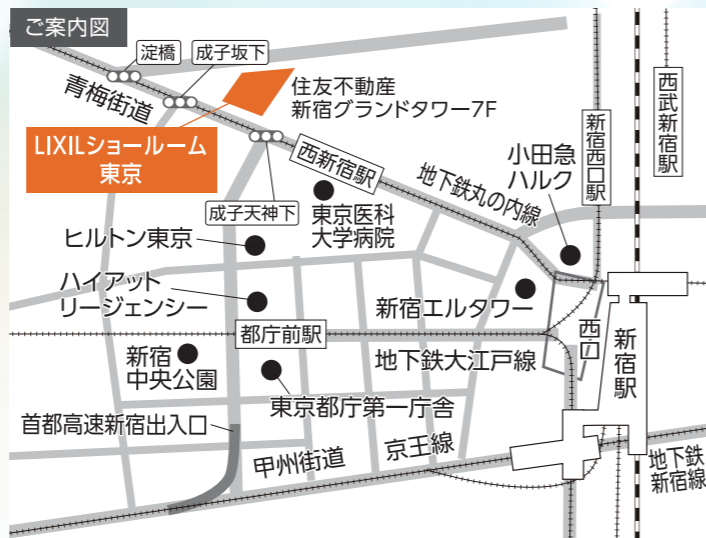 ご案内図
淀橋
成子坂下
青梅街道
住友不動産
新宿グランドタワー7F
LIXILショールーム
東京
西新宿駅
成子天神下
東京医科
大学病院
地下鉄丸の内線
小田急
ハルク
新宿西口駅
西武新宿駅
ヒルトン東京
ハイアット
リージェンシー
新宿エルタワー
都庁前駅
地下鉄大江戸線
西口
新宿駅
新宿
中央公園
東京都庁第一庁舎
首都高速新宿出入口
甲州街道
京王線
地下鉄
新宿線